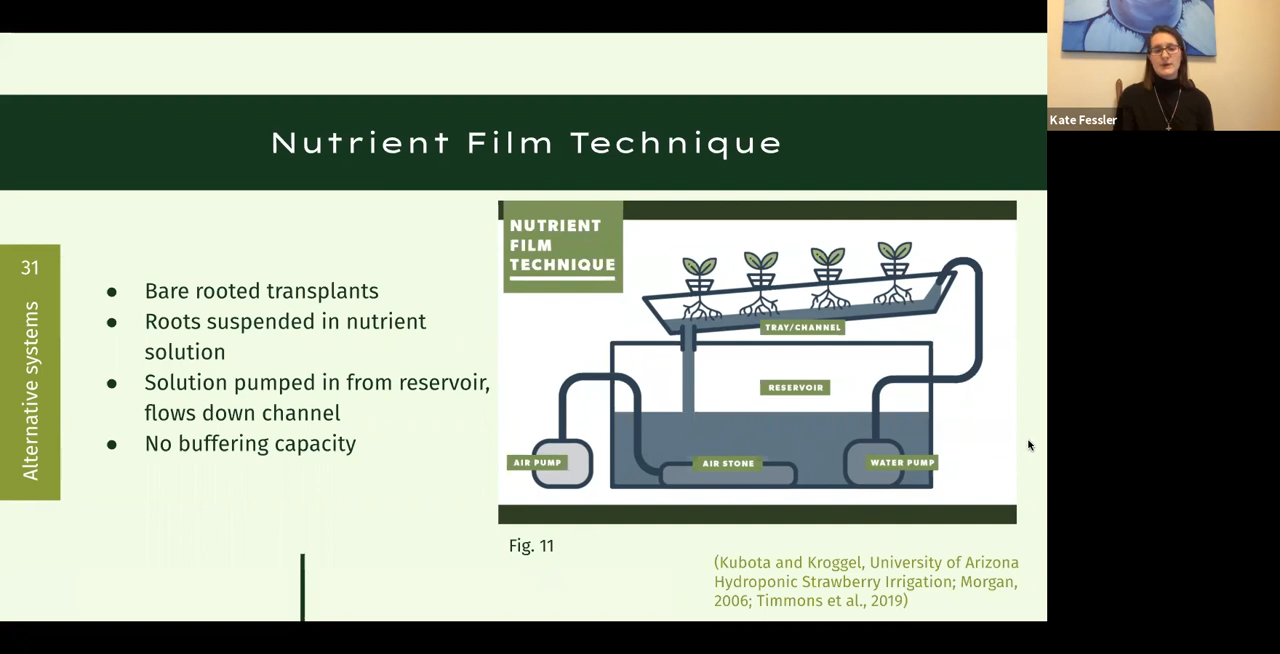 Nutrient Film Technique
Kate Fessler
31
Alternative systems
● Bare rooted transplants
● Roots suspended in nutrient
solution
● Solution pumped in from reservoir,
flows down channel
● No buffering capacity
NUTRIENT
FILM
TECHNIQUE
TRAY/CHANNEL
RESERVOIR
AIR PUMP
AIR STONE
WATER PUMP
Fig. 11
(Kubota and Kroggel, University of Arizona
Hydroponic Strawberry Irrigation; Morgan,
2006; Timmons et al., 2019)